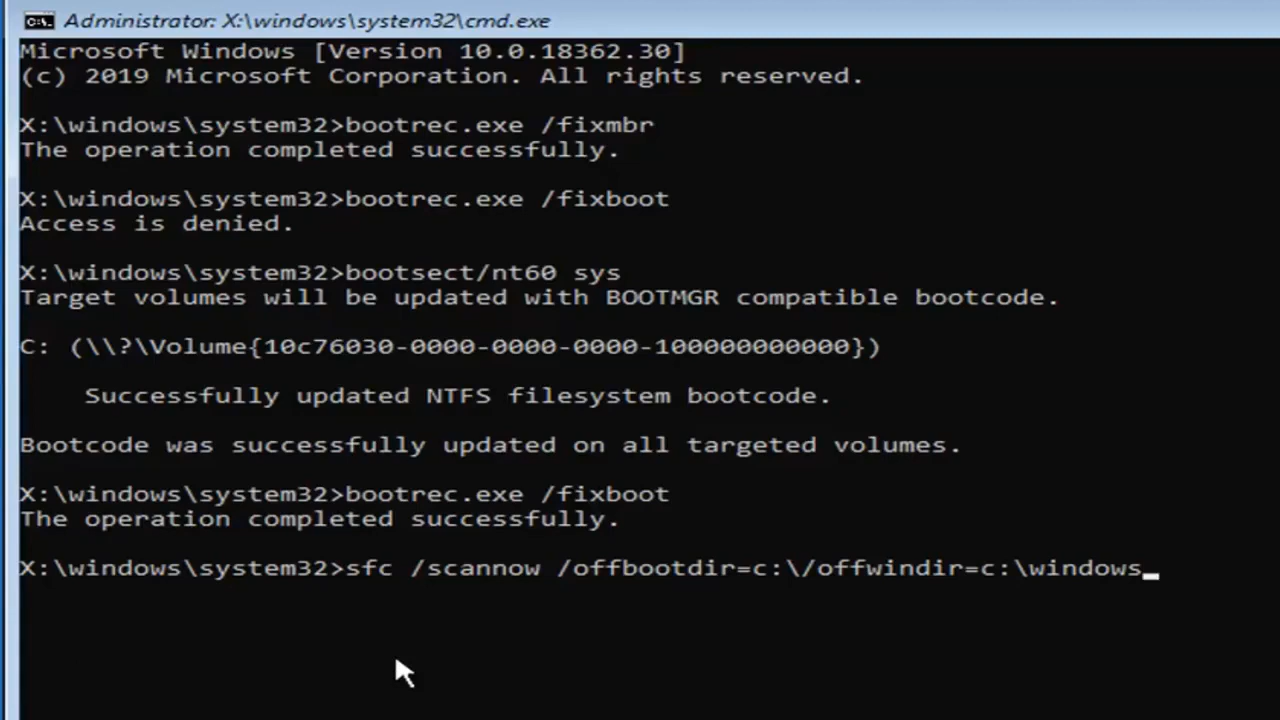 Administrator: X:\windows\system32\cmd.exe
Microsoft Windows [Version 10.0.18362.30]
(c) 2019 Microsoft Corporation. All rights reserved.
X:\windows\system32>bootrec.exe /fixmbr
The operation completed successfully.
X:\windows\system32>bootrec.exe /fixboot
Access is denied.
X:\windows\system32>bootsect/nt60 sys
Target volumes will be updated with BOOTMGR compatible bootcode.
C: (\\?\Volume{10c76030-0000-0000-0000-100000000000})
Successfully updated NTFS filesystem bootcode.
Bootcode was successfully updated on all targeted volumes.
X:\windows\system32>bootrec.exe /fixboot
The operation completed successfully.
X:\windows\system32>sfc /scannow /offbootdir=c:\/offwindir=c:\windows